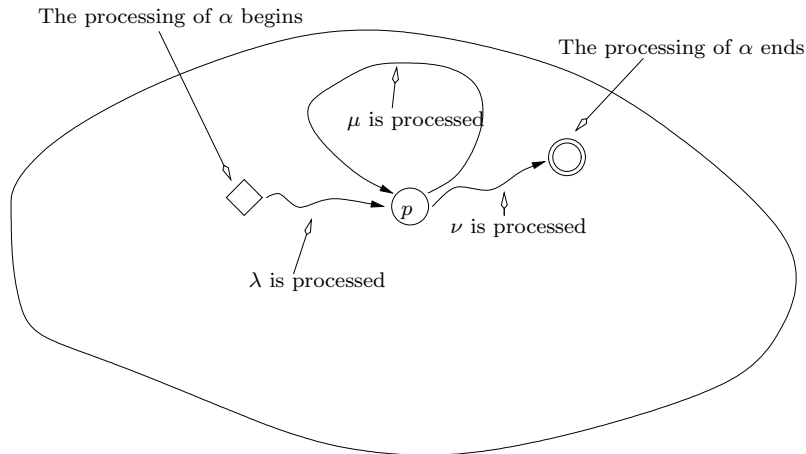 The processing of α begins
The processing of α ends
μ is processed
p
ν is processed
λ is processed